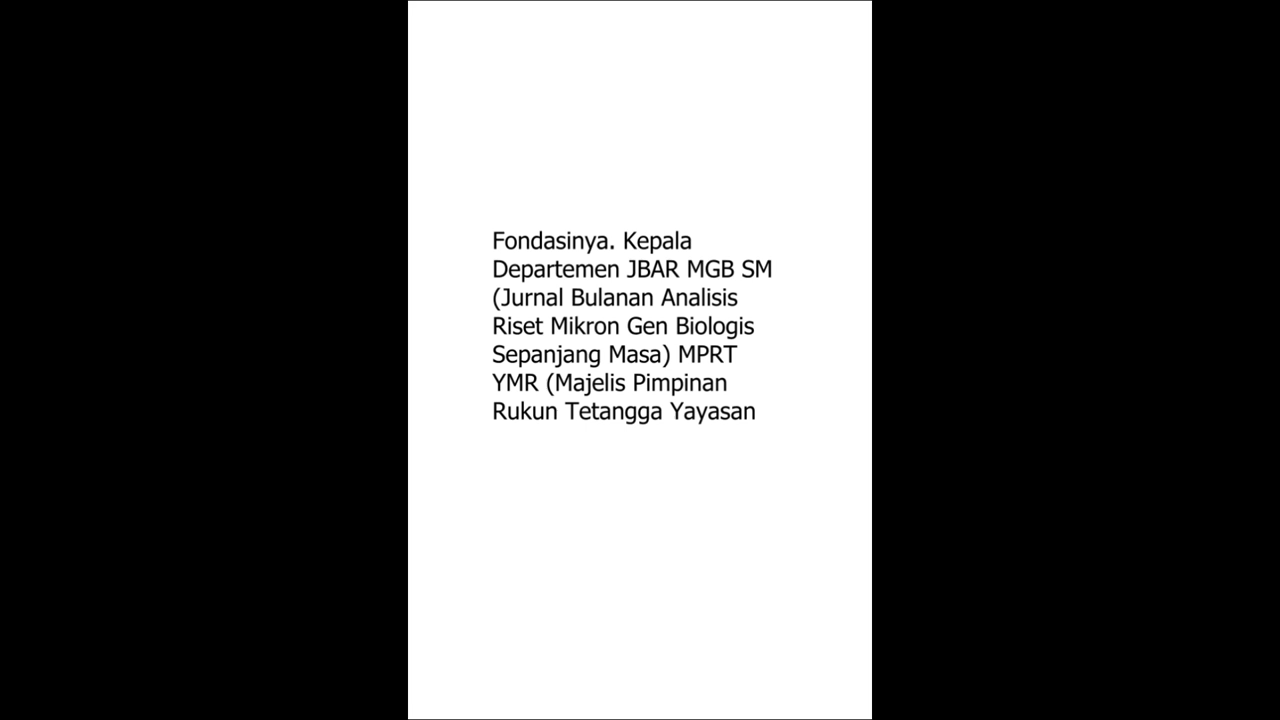 Fondasinya. Kepala
Departemen JBAR MGB SM
(Jurnal Bulanan Analisis
Riset Mikron Gen Biologis
Sepanjang Masa) MPRT
YMR (Majelis Pimpinan
Rukun Tetangga Yayasan